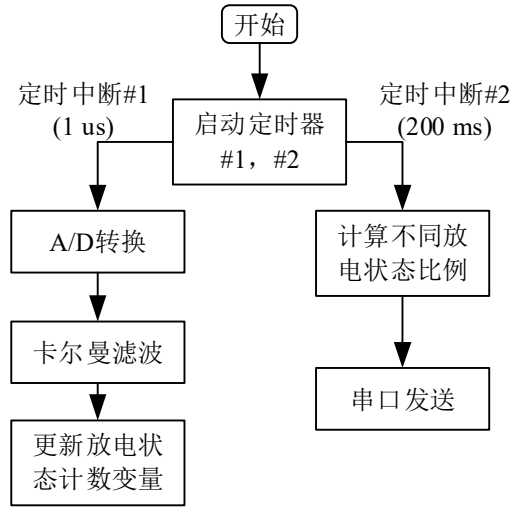 开始
定时中断#1
(1 us)
定时中断#2
(200 ms)
启动定时器
#1，#2
A/D转换
卡尔曼滤波
更新放电状
态计数变量
计算不同放
电状态比例
串口发送